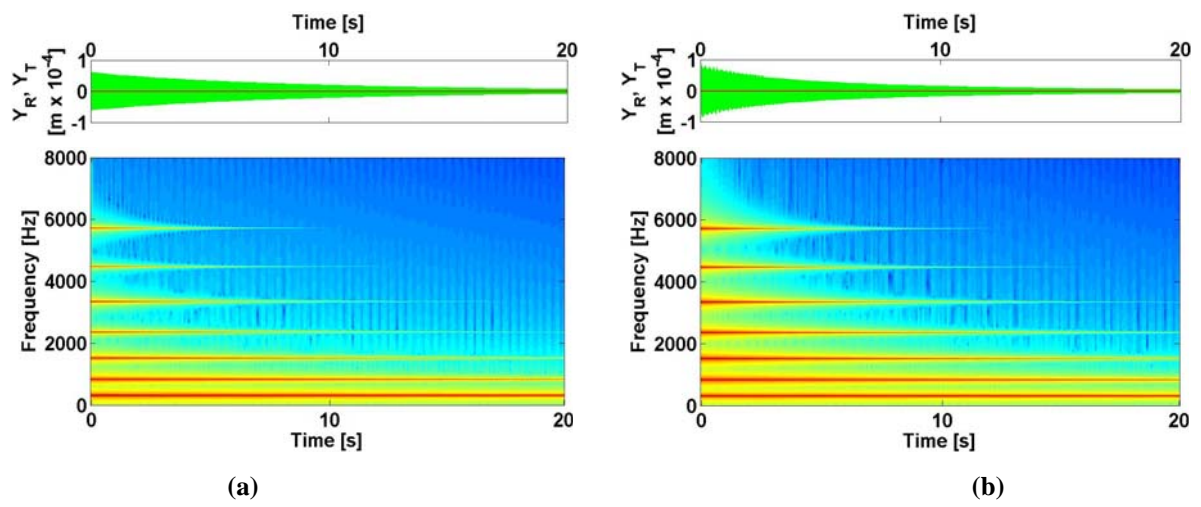 Time [s]
0 10 20
Y_R, Y_T
[m x 10^-4]
1
0
-1
8000
6000
4000
2000
0
Frequency [Hz]
0 10 20
Time [s]
(a)
Time [s]
0 10 20
Y_R, Y_T
[m x 10^-4]
1
0
-1
8000
6000
4000
2000
0
Frequency [Hz]
0 10 20
Time [s]
(b)